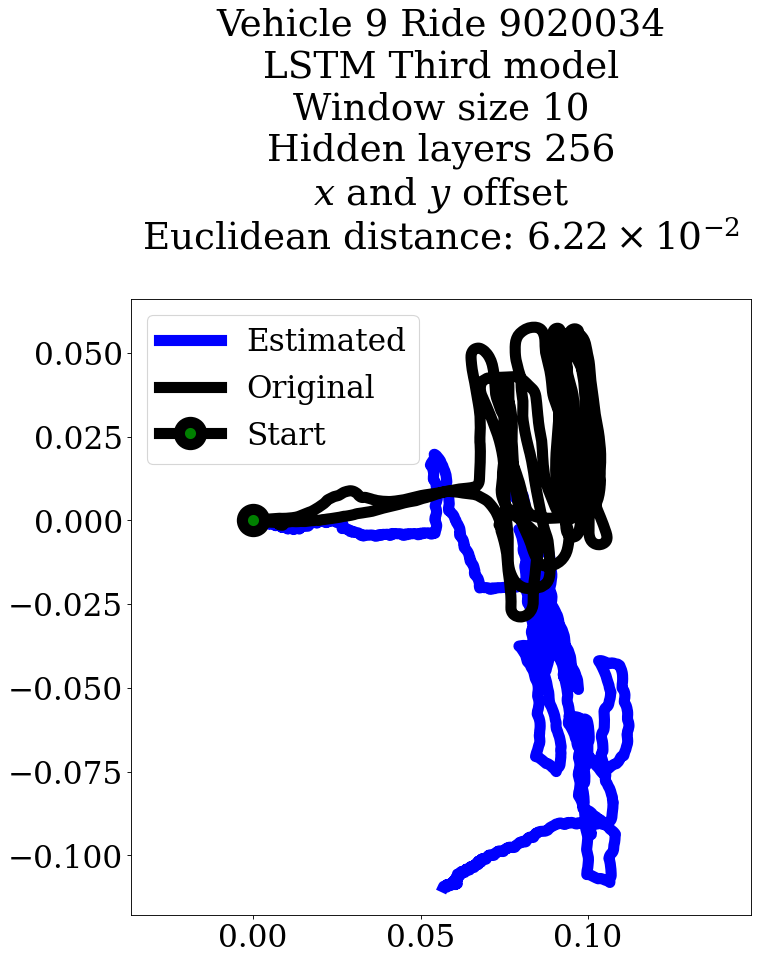 Vehicle 9 Ride 9020034
LSTM Third model
Window size 10
Hidden layers 256
x and y offset
Euclidean distance: 6.22 × 10⁻²
Estimated
Original
Start
0.050
0.025
0.000
−0.025
−0.050
−0.075
−0.100
0.00 0.05 0.10